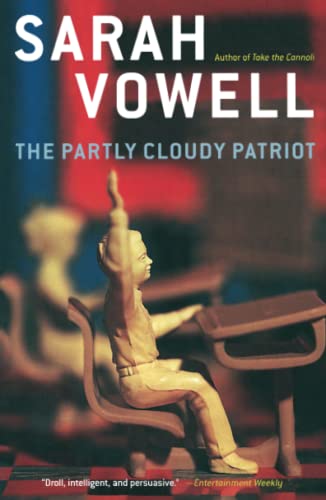 SARAH
Author of Take the Cannoli
VOWELL
THE PARTLY CLOUDY PATRIOT
"Droll, intelligent, and persuasive." —Entertainment Weekly